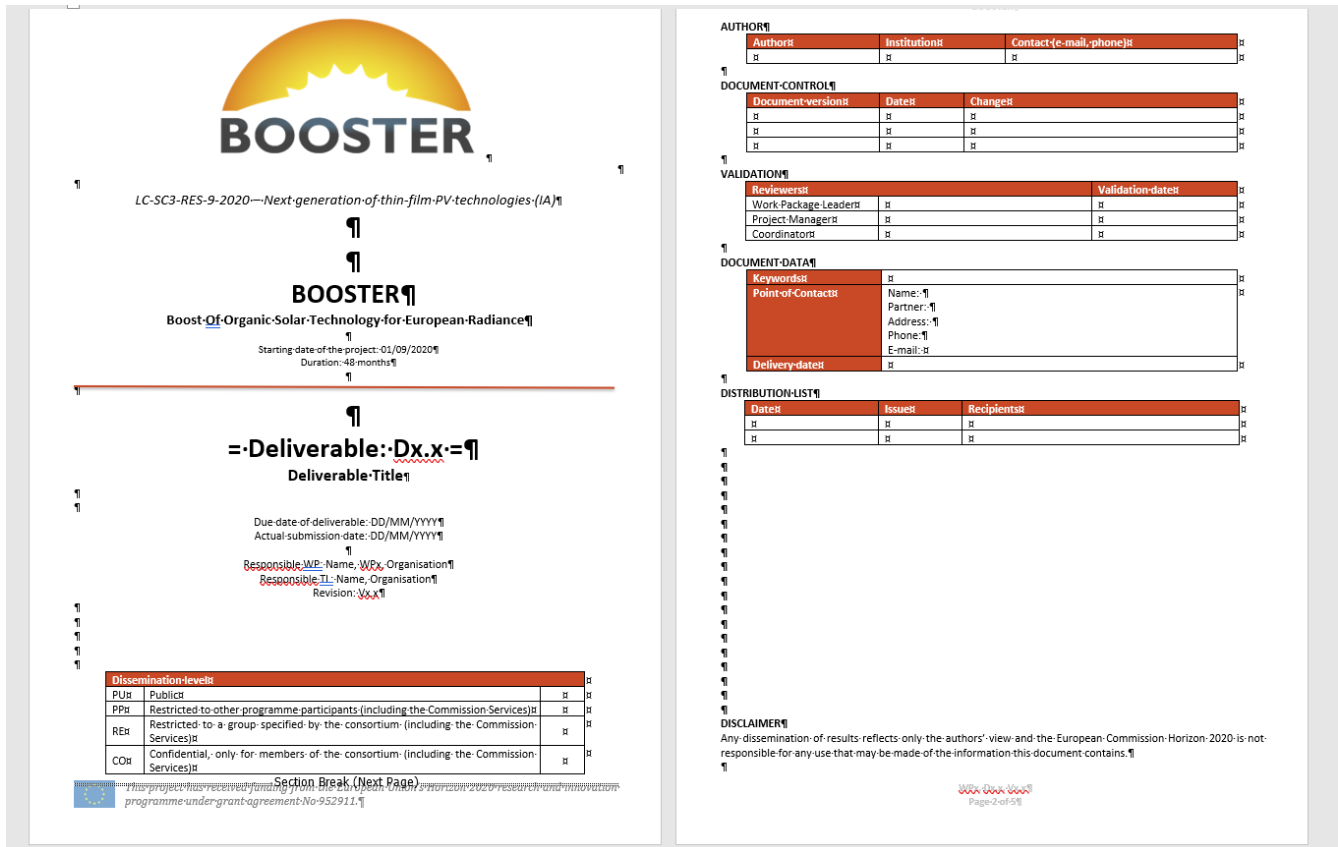 BOOSTER
LC-SC3-RES-9-2020 – Next generation of thin-film PV technologies (IA)
BOOSTER
Boost Of Organic Solar Technology for European Radiance
Starting date of the project: 01/09/2020
Duration: 48 months
= Deliverable: Dx.x =
Deliverable Title
Due date of deliverable: DD/MM/YYYY
Actual submission date: DD/MM/YYYY
Responsible WP: Name, WPx, Organisation
Responsible TL: Name, Organisation
Revision: Vx.x
Dissemination level
PU Public
PP Restricted to other programme participants (including the Commission Services)
RE Restricted to a group specified by the consortium (including the Commission
Services)
CO Confidential, only for members of the consortium (including the Commission
Services)
Section Break (Next Page)
This project has received funding from the European Union's Horizon 2020 research and innovation
programme under grant agreement No 952911.
AUTHOR
Author Institution Contact (e-mail, phone)
DOCUMENT CONTROL
Document version Date Change
VALIDATION
Reviewers Validation date
Work Package Leader
Project Manager
Coordinator
DOCUMENT DATA
Keywords
Point of Contact Name:
Partner:
Address:
Phone:
E-mail:
Delivery date
DISTRIBUTION LIST
Date Issue Recipients
DISCLAIMER
Any dissemination of results reflects only the authors' view and the European Commission Horizon 2020 is not
responsible for any use that may be made of the information this document contains.
WPx, Dx.x, Vx.x
Page 2 of 5